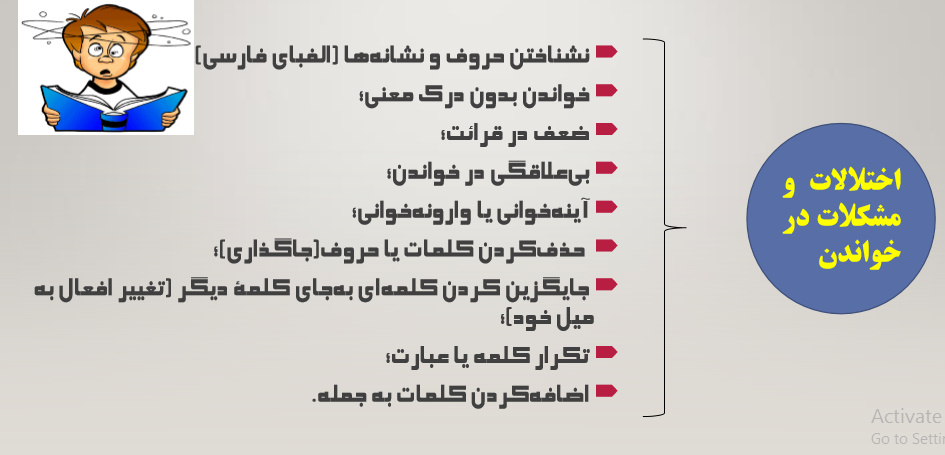 نشناختن حروف و نشانه‌ها (الفبای فارسی)
خواندن بدون درک معنی؛
ضعف در قرائت؛
بی‌علاقگی در خواندن؛
آینه‌خوانی یا وارونه‌خوانی؛
حذف‌کردن کلمات یا حروف(جاگذاری)؛
جایگزین کردن کلمه‌ای به‌جای کلمهٔ دیگر (تغییر افعال به
میل خود)؛
تکرار کلمه یا عبارت؛
اضافه‌کردن کلمات به جمله.
اختلالات و
مشکلات در
خواندن
Activate
Go to Settin